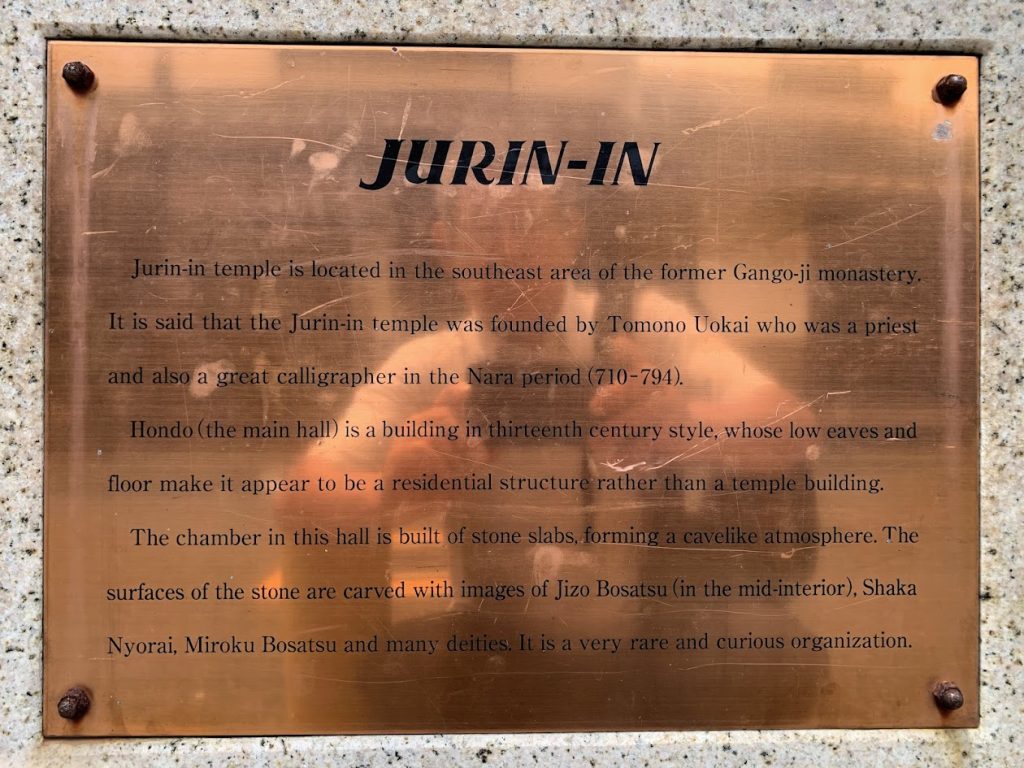 JURIN-IN
Jurin-in temple is located in the southeast area of the former Gango-ji monastery.
It is said that the Jurin-in temple was founded by Tomono Uokai who was a priest
and also a great calligrapher in the Nara period (710-794).
Hondo (the main hall) is a building in thirteenth century style, whose low eaves and
floor make it appear to be a residential structure rather than a temple building.
The chamber in this hall is built of stone slabs, forming a cavelike atmosphere. The
surfaces of the stone are carved with images of Jizo Bosatsu (in the mid-interior), Shaka
Nyorai, Miroku Bosatsu and many deities. It is a very rare and curious organization.